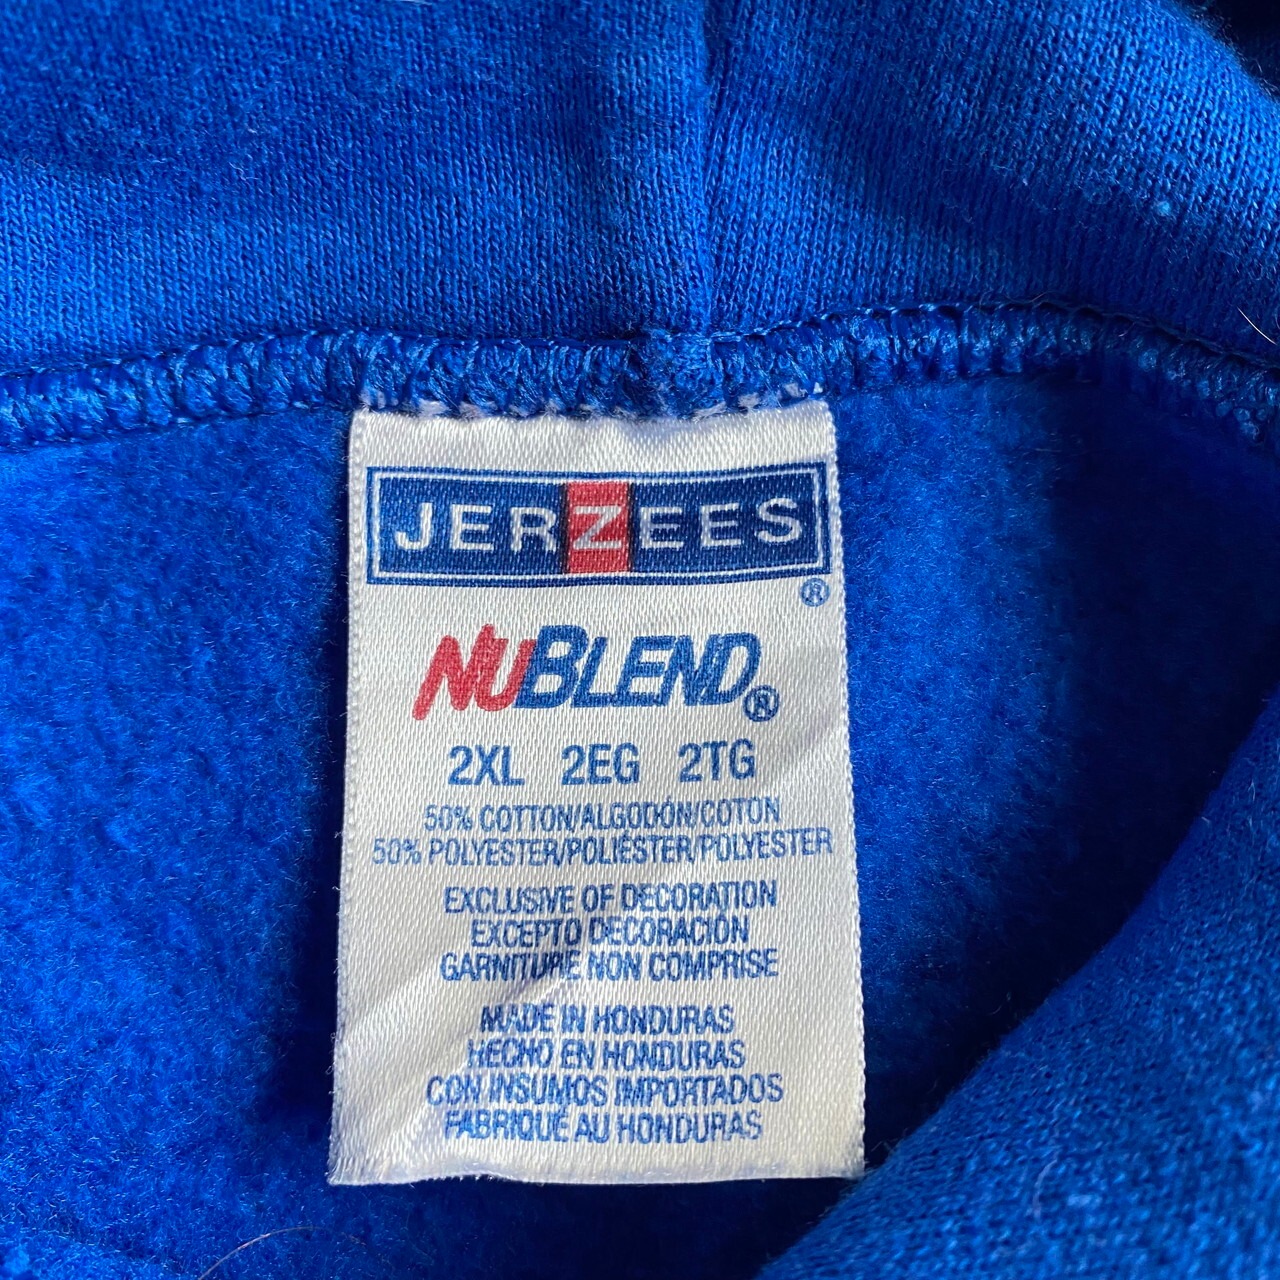 JERZEES
®
NUBLEND®
2XL 2EG 2TG
50% COTTON/ALGODÓN/COTON
50% POLYESTER/POLIÉSTER/POLYESTER
EXCLUSIVE OF DECORATION
EXCEPTO DECORACIÓN
GARNITURE NON COMPRISE
MADE IN HONDURAS
HECHO EN HONDURAS
CON INSUMOS IMPORTADOS
FABRIQUÉ AU HONDURAS